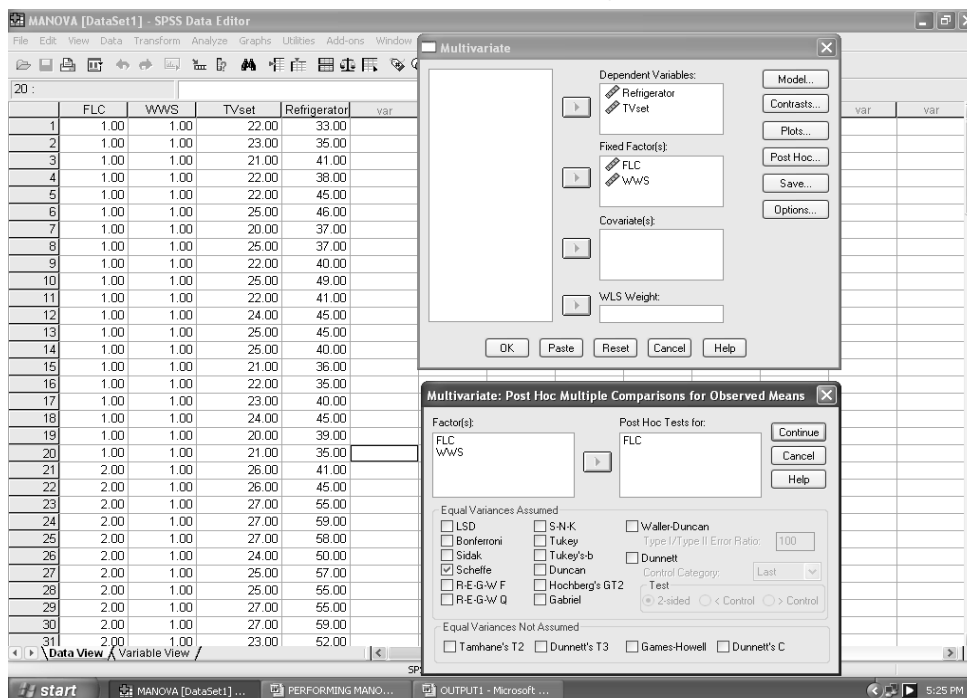 MANOVA [DataSet1] - SPSS Data Editor
File Edit View Data Transform Analyze Graphs Utilities Add-ons Window
20 :
FLC WWS TVset Refrigerator var var var
1 1.00 1.00 22.00 33.00
2 1.00 1.00 23.00 35.00
3 1.00 1.00 21.00 41.00
4 1.00 1.00 22.00 38.00
5 1.00 1.00 22.00 45.00
6 1.00 1.00 25.00 46.00
7 1.00 1.00 20.00 37.00
8 1.00 1.00 25.00 37.00
9 1.00 1.00 22.00 40.00
10 1.00 1.00 25.00 49.00
11 1.00 1.00 22.00 41.00
12 1.00 1.00 24.00 45.00
13 1.00 1.00 25.00 45.00
14 1.00 1.00 25.00 40.00
15 1.00 1.00 21.00 36.00
16 1.00 1.00 22.00 35.00
17 1.00 1.00 23.00 40.00
18 1.00 1.00 24.00 45.00
19 1.00 1.00 20.00 39.00
20 1.00 1.00 21.00 35.00
21 2.00 1.00 26.00 41.00
22 2.00 1.00 26.00 45.00
23 2.00 1.00 27.00 55.00
24 2.00 1.00 27.00 59.00
25 2.00 1.00 27.00 58.00
26 2.00 1.00 24.00 50.00
27 2.00 1.00 25.00 57.00
28 2.00 1.00 25.00 55.00
29 2.00 1.00 27.00 55.00
30 2.00 1.00 27.00 59.00
31 2.00 1.00 23.00 52.00
Data View Variable View
Multivariate
Dependent Variables:
Refrigerator
TVset
Fixed Factor(s):
FLC
WWS
Covariate(s):
WLS Weight:
Model...
Contrasts...
Plots...
Post Hoc...
Save...
Options...
OK Paste Reset Cancel Help
Multivariate: Post Hoc Multiple Comparisons for Observed Means
Factor(s):
FLC
WWS
Post Hoc Tests for:
FLC
Continue
Cancel
Help
Equal Variances Assumed
LSD S-N-K Waller-Duncan
Bonferroni Tukey Type I/Type II Error Ratio: 100
Sidak Tukey's-b Dunnett
Scheffe Duncan Control Category: Last
R-E-G-W F Hochberg's GT2 Test
R-E-G-W Q Gabriel 2-sided < Control > Control
Equal Variances Not Assumed
Tamhane's T2 Dunnett's T3 Games-Howell Dunnett's C
start MANOVA [DataSet1] ... PERFORMING MANO... OUTPUT1 - Microsoft ... 5:25 PM